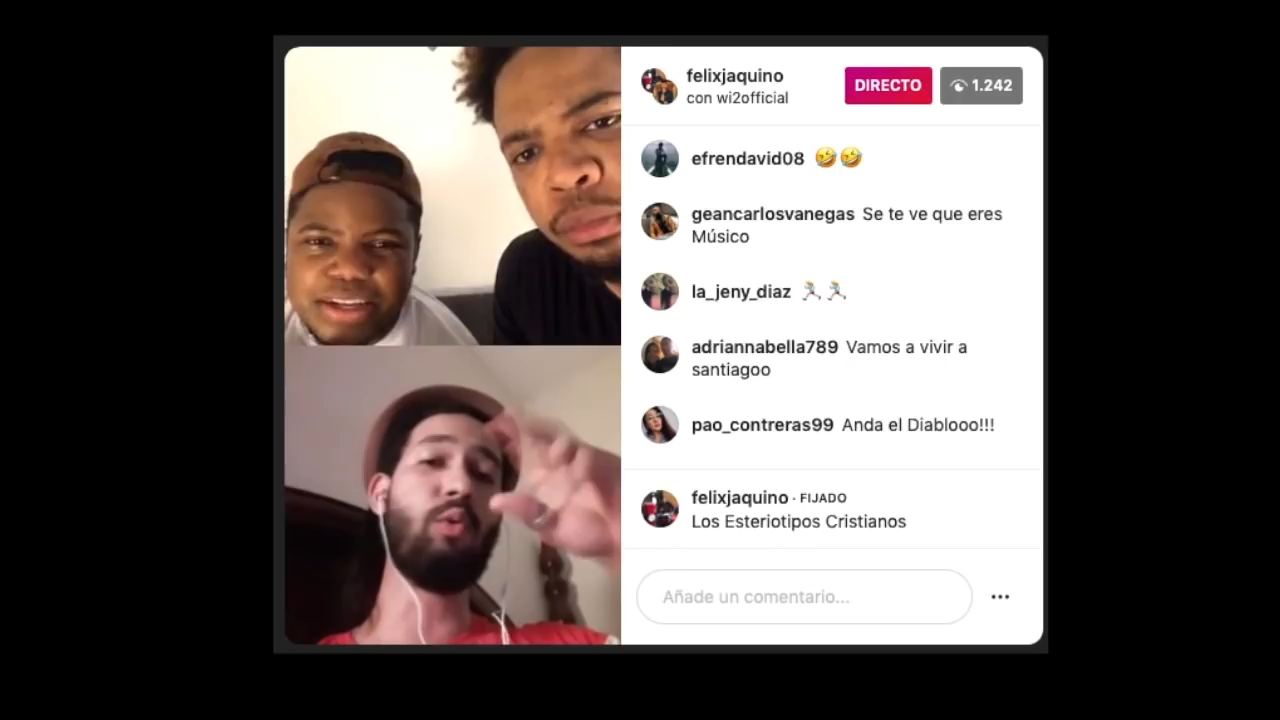 felixjaquino
con wi2official
DIRECTO
1.242
efrendavid08
geancarlosvanegas Se te ve que eres
Músico
la_jeny_diaz
adriannabella789 Vamos a vivir a
santiagoo
pao_contreras99 Anda el Diablooo!!!
felixjaquino · FIJADO
Los Esteriotipos Cristianos
Añade un comentario...